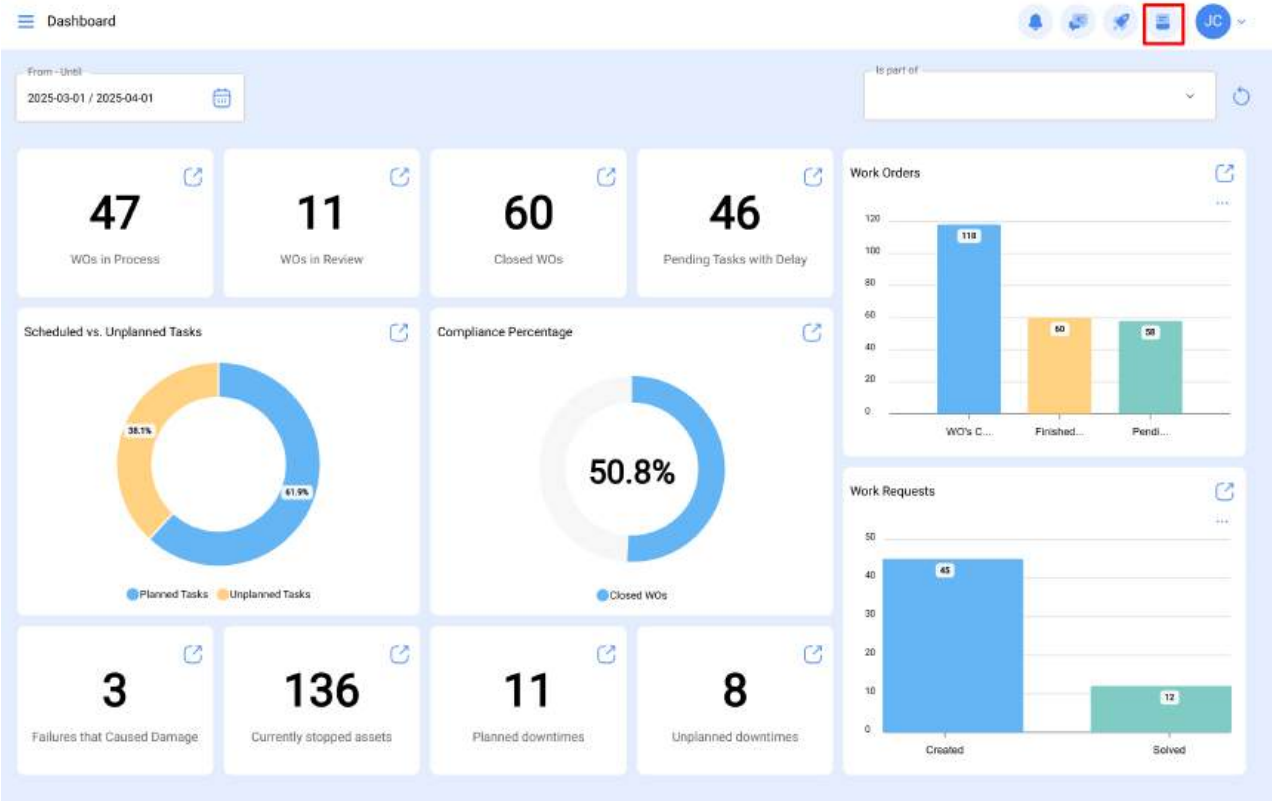 Dashboard
JC
From - Until
2025-03-01 / 2025-04-01
Is part of
47
WOs in Process
11
WOs in Review
60
Closed WOs
46
Pending Tasks with Delay
Work Orders
...
120
100
80
60
40
20
0
118
60
58
WO's C...
Finished...
Pendi...
Scheduled vs. Unplanned Tasks
38.1%
61.9%
Planned Tasks
Unplanned Tasks
Compliance Percentage
50.8%
Closed WOs
Work Requests
...
50
40
30
20
10
0
45
12
Created
Solved
3
Failures that Caused Damage
136
Currently stopped assets
11
Planned downtimes
8
Unplanned downtimes